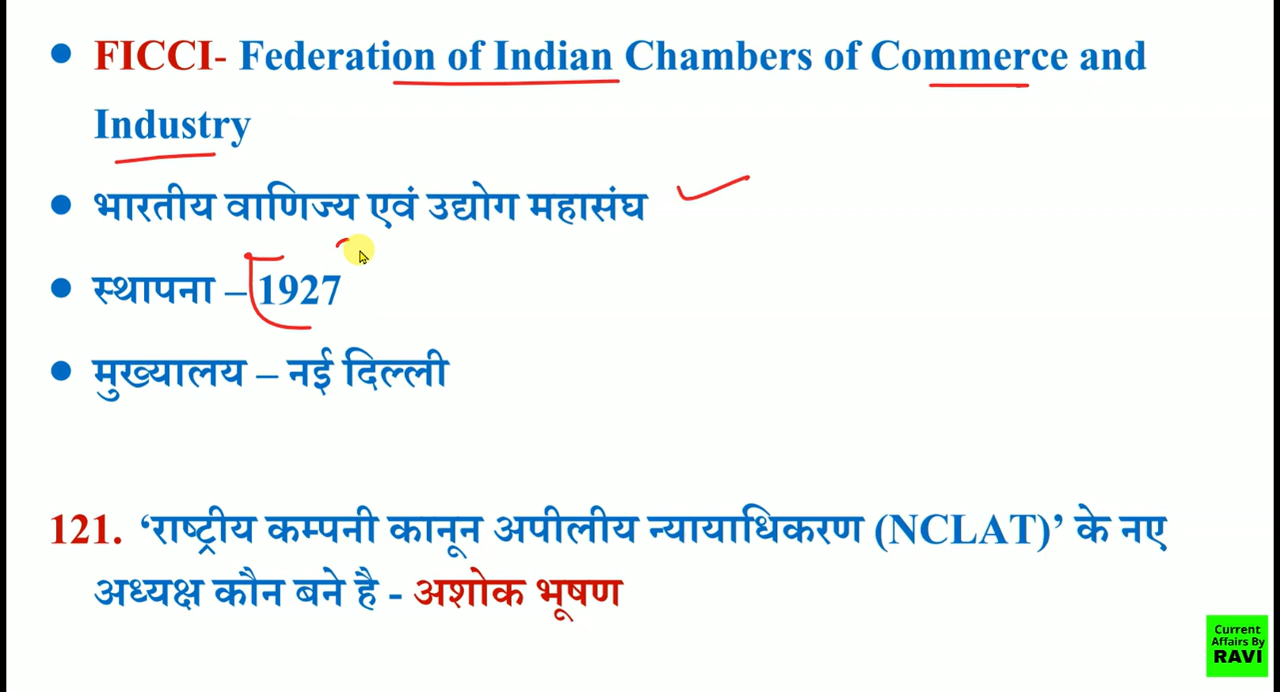 • FICCI- Federation of Indian Chambers of Commerce and
Industry
• भारतीय वाणिज्य एवं उद्योग महासंघ
• स्थापना – 1927
• मुख्यालय – नई दिल्ली
121. ‘राष्ट्रीय कम्पनी कानून अपीलीय न्यायाधिकरण (NCLAT)’ के नए
अध्यक्ष कौन बने है - अशोक भूषण
Current
Affairs By
RAVI